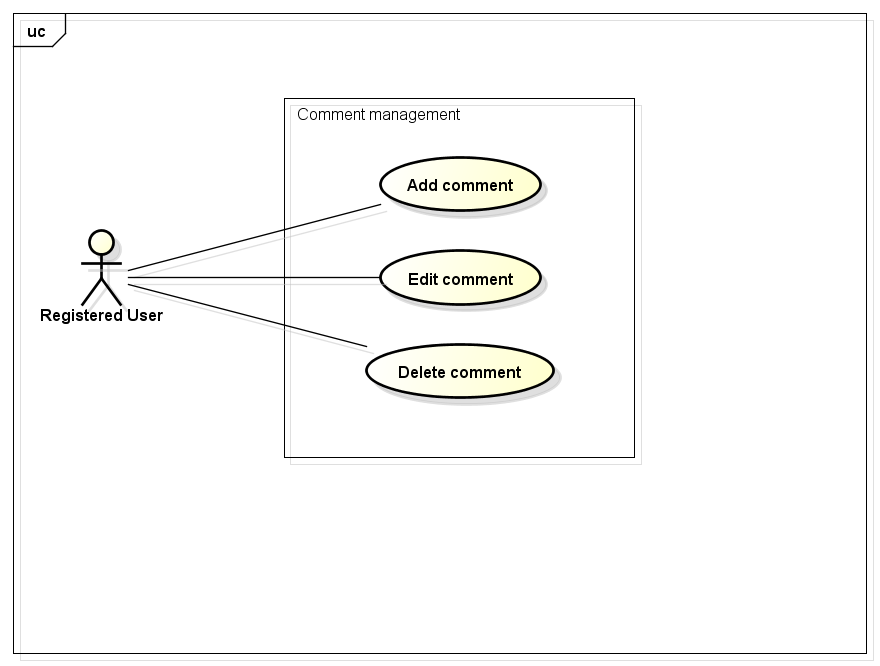 uc
Comment management
Add comment
Edit comment
Registered User
Delete comment